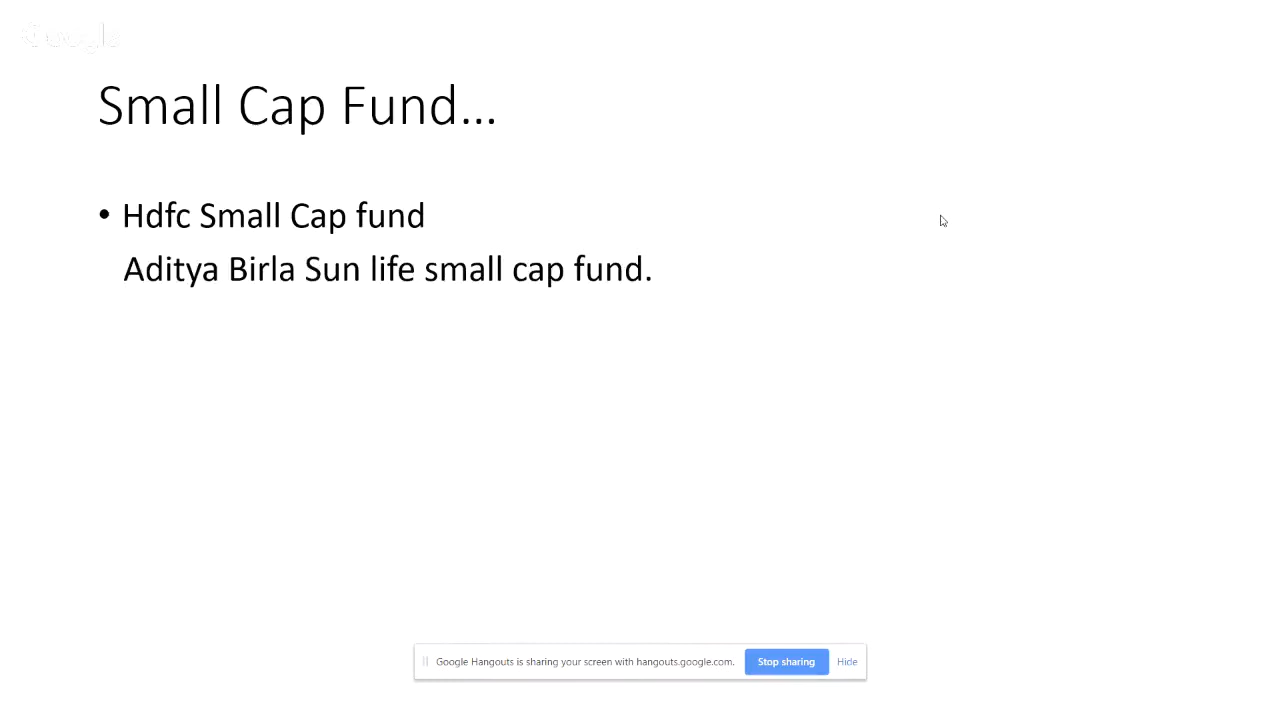 Google
Small Cap Fund...
• Hdfc Small Cap fund
Aditya Birla Sun life small cap fund.
Google Hangouts is sharing your screen with hangouts.google.com. Stop sharing Hide